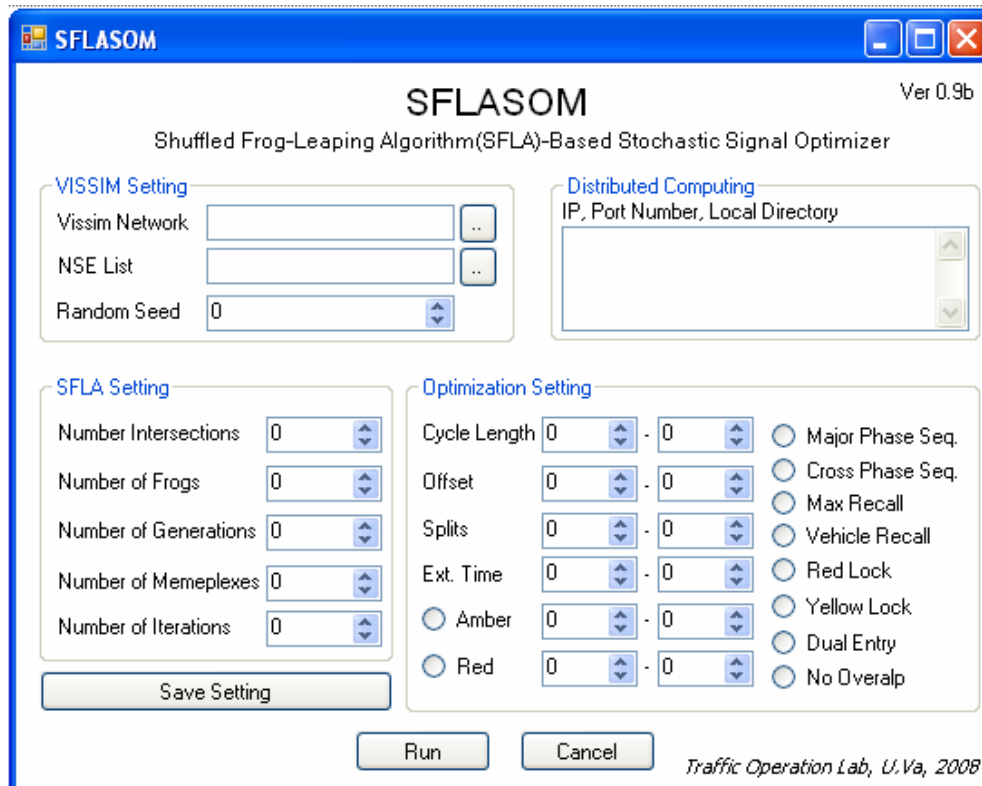 SFLASOM
SFLASOM
Ver 0.9b
Shuffled Frog-Leaping Algorithm(SFLA)-Based Stochastic Signal Optimizer
VISSIM Setting
Vissim Network
..
NSE List
..
Random Seed 0
Distributed Computing
IP, Port Number, Local Directory
SFLA Setting
Number Intersections 0
Number of Frogs 0
Number of Generations 0
Number of Memeplexes 0
Number of Iterations 0
Save Setting
Optimization Setting
Cycle Length 0 - 0
Offset 0 - 0
Splits 0 - 0
Ext. Time 0 - 0
Amber 0 - 0
Red 0 - 0
Major Phase Seq.
Cross Phase Seq.
Max Recall
Vehicle Recall
Red Lock
Yellow Lock
Dual Entry
No Overalp
Run
Cancel
Traffic Operation Lab, U.Va, 2008